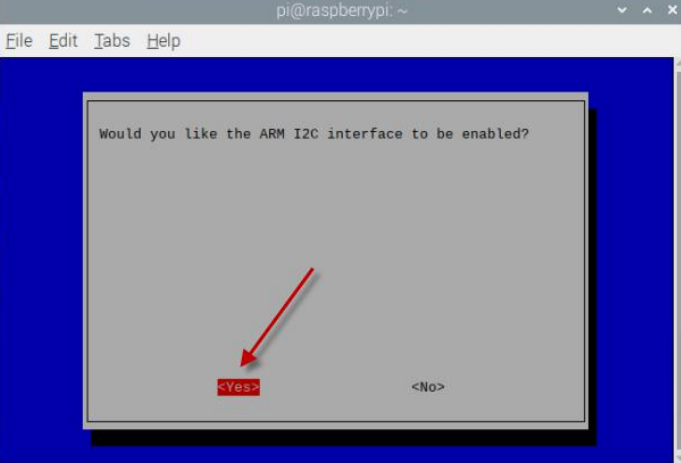 pi@raspberrypi: ~
File Edit Tabs Help
Would you like the ARM I2C interface to be enabled?
<Yes> <No>